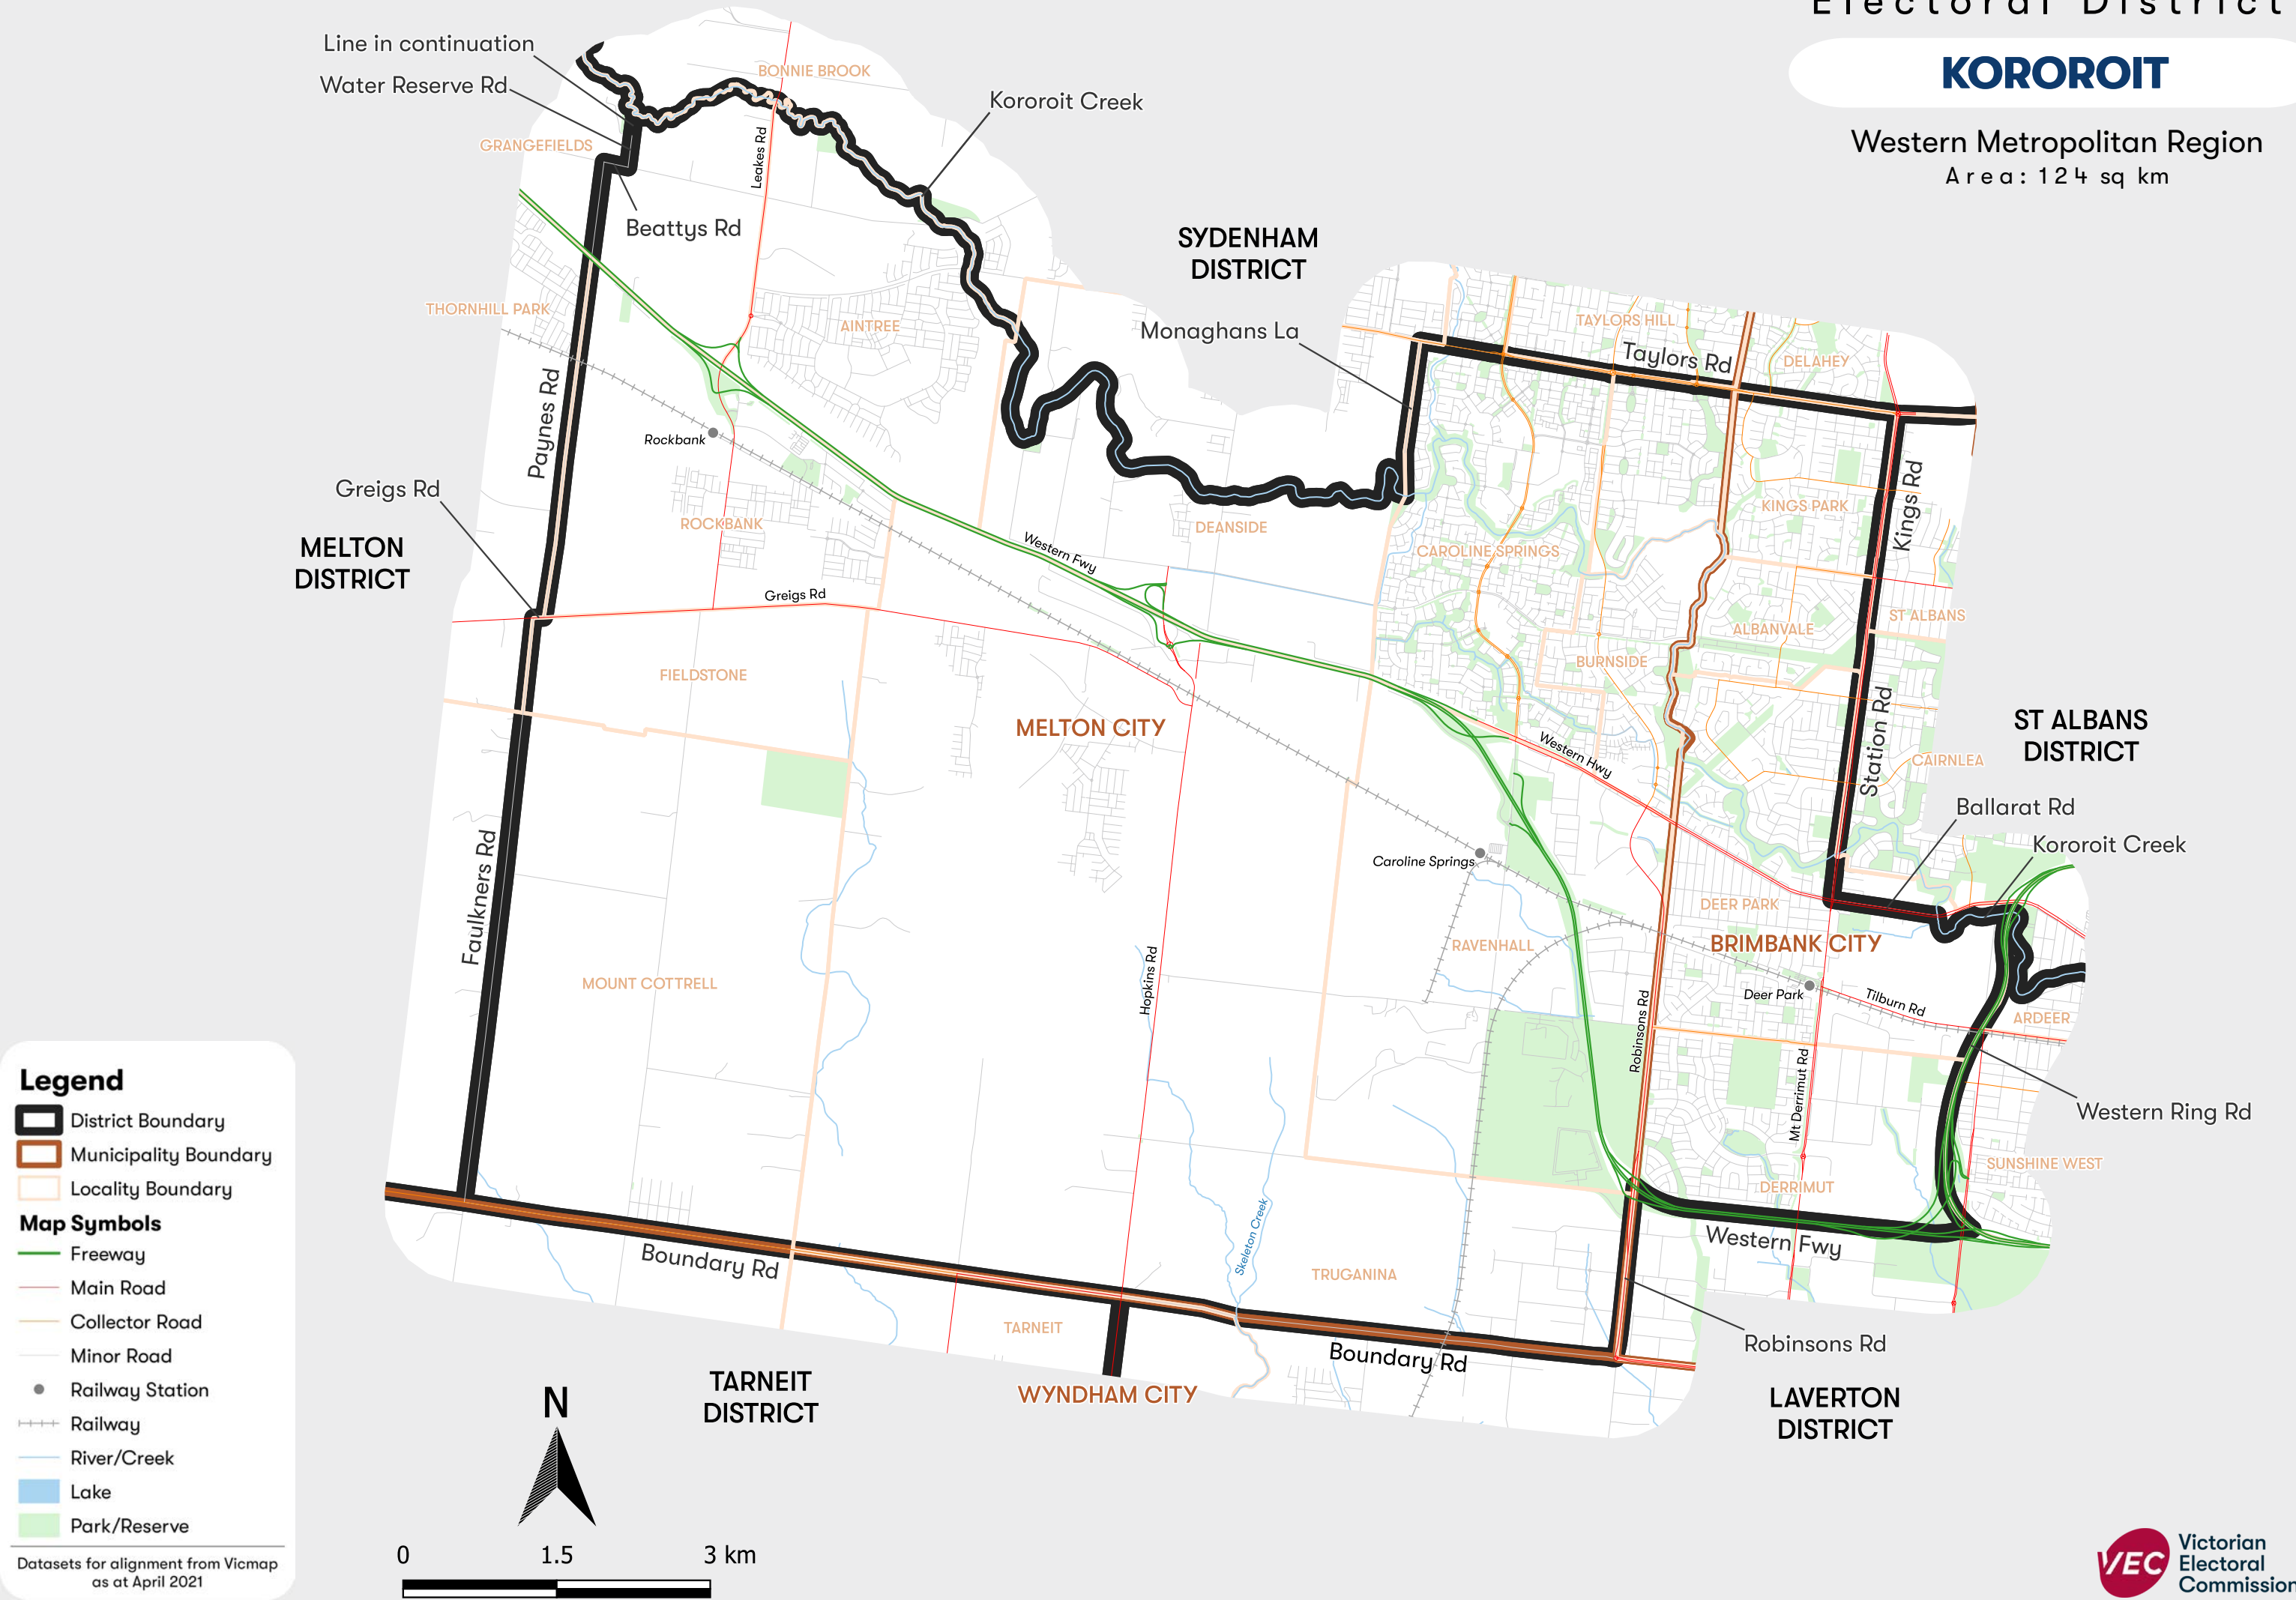 Electoral District
KOROROIT
Western Metropolitan Region
Area: 124 sq km
Line in continuation
Water Reserve Rd
BONNIE BROOK
Kororoit Creek
GRANGEFIELDS
Leakes Rd
Beattys Rd
SYDENHAM
DISTRICT
THORNHILL PARK
AINTREE
Monaghans La
TAYLORS HILL
Taylors Rd
DELAHEY
Paynes Rd
Rockbank
Greigs Rd
ROCKBANK
MELTON
DISTRICT
Western Fwy
DEANSIDE
CAROLINE SPRINGS
KINGS PARK
Kings Rd
Greigs Rd
ST ALBANS
ALBANVALE
FIELDSTONE
BURNSIDE
MELTON CITY
Station Rd
ST ALBANS
DISTRICT
Western Hwy
CAIRNLEA
Ballarat Rd
Kororoit Creek
Faulkners Rd
Caroline Springs
DEER PARK
RAVENHALL
BRIMBANK CITY
MOUNT COTTRELL
Hopkins Rd
Deer Park
Tilburn Rd
ARDEER
Robinsons Rd
Mt Derrimut Rd
Western Ring Rd
SUNSHINE WEST
DERRIMUT
Boundary Rd
Skeleton Creek
TRUGANINA
Western Fwy
TARNEIT
Boundary Rd
Robinsons Rd
TARNEIT
DISTRICT
WYNDHAM CITY
LAVERTON
DISTRICT
Legend
District Boundary
Municipality Boundary
Locality Boundary
Map Symbols
Freeway
Main Road
Collector Road
Minor Road
Railway Station
Railway
River/Creek
Lake
Park/Reserve
Datasets for alignment from Vicmap
as at April 2021
N
0 1.5 3 km
VEC
Victorian
Electoral
Commission